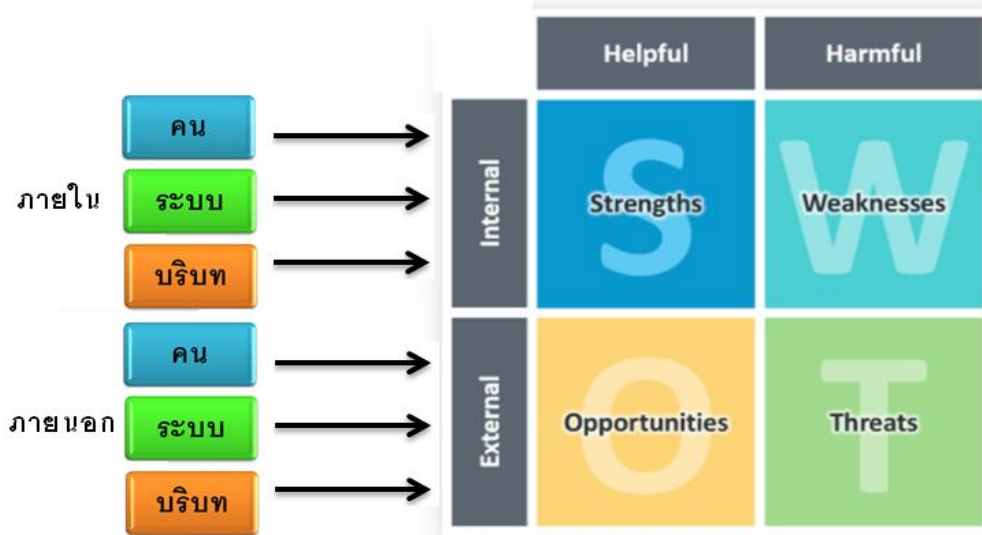 Helpful
Harmful
ภายใน
คน
ระบบ
บริบท
Internal
S
Strengths
W
Weaknesses
ภายนอก
คน
ระบบ
บริบท
External
O
Opportunities
T
Threats